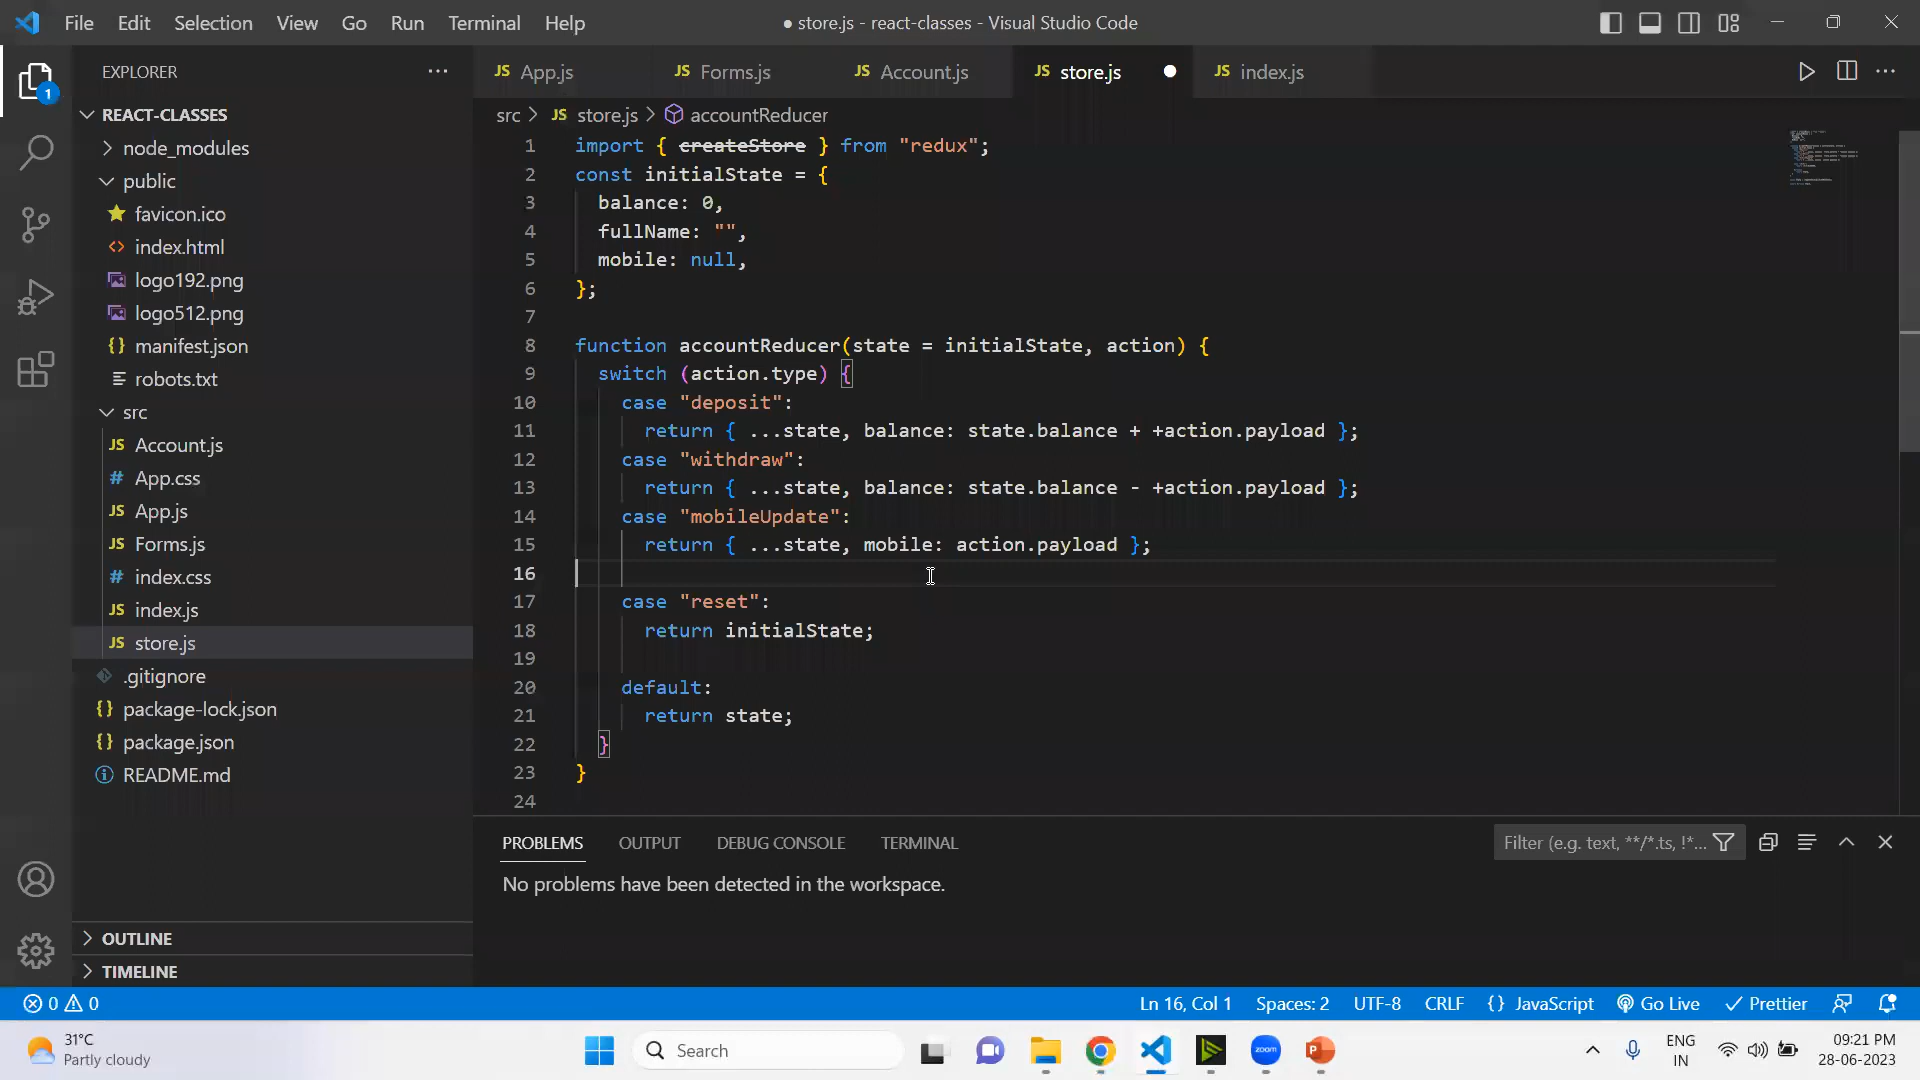 File Edit Selection View Go Run Terminal Help
● store.js - react-classes - Visual Studio Code
EXPLORER
REACT-CLASSES
node_modules
public
favicon.ico
index.html
logo192.png
logo512.png
manifest.json
robots.txt
src
Account.js
App.css
App.js
Forms.js
index.css
index.js
store.js
.gitignore
package-lock.json
package.json
README.md
OUTLINE
TIMELINE
1
JS App.js JS Forms.js JS Account.js JS store.js JS index.js
src > JS store.js > accountReducer
1 import { createStore } from "redux";
2 const initialState = {
3 balance: 0,
4 fullName: "",
5 mobile: null,
6 };
7
8 function accountReducer(state = initialState, action) {
9 switch (action.type) {
10 case "deposit":
11 return { ...state, balance: state.balance + +action.payload };
12 case "withdraw":
13 return { ...state, balance: state.balance - +action.payload };
14 case "mobileUpdate":
15 return { ...state, mobile: action.payload };
16
17 case "reset":
18 return initialState;
19
20 default:
21 return state;
22 }
23 }
24
PROBLEMS OUTPUT DEBUG CONSOLE TERMINAL
Filter (e.g. text, **/*.ts, !*...
No problems have been detected in the workspace.
0 0
Ln 16, Col 1 Spaces: 2 UTF-8 CRLF {} JavaScript Go Live Prettier
31°C
Partly cloudy
Search
zoom
ENG
IN
09:21 PM
28-06-2023